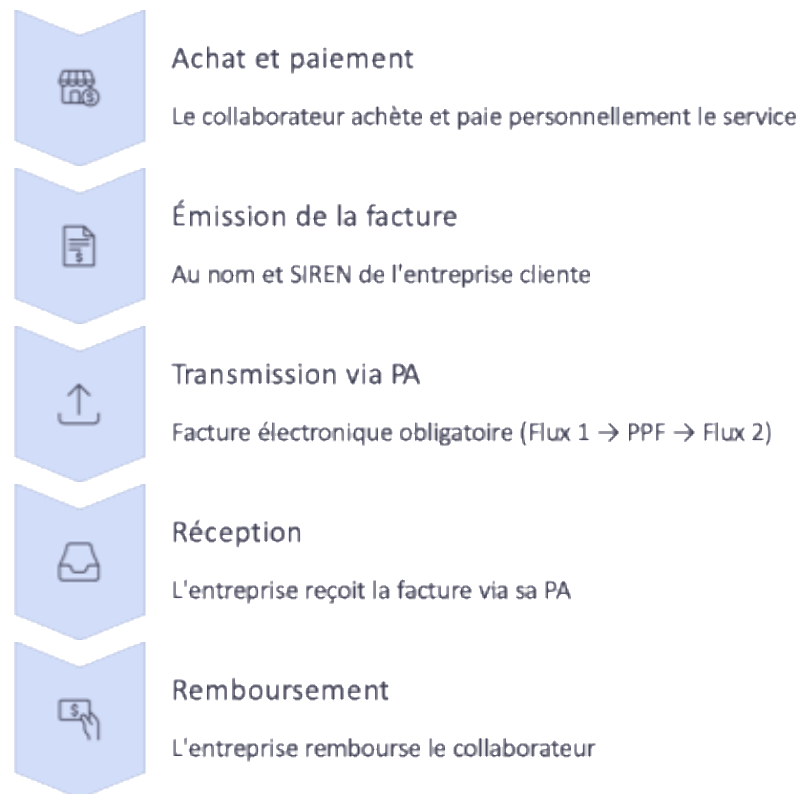 Achat et paiement
Le collaborateur achète et paie personnellement le service
Émission de la facture
Au nom et SIREN de l'entreprise cliente
Transmission via PA
Facture électronique obligatoire (Flux 1 → PPF → Flux 2)
Réception
L'entreprise reçoit la facture via sa PA
Remboursement
L'entreprise rembourse le collaborateur